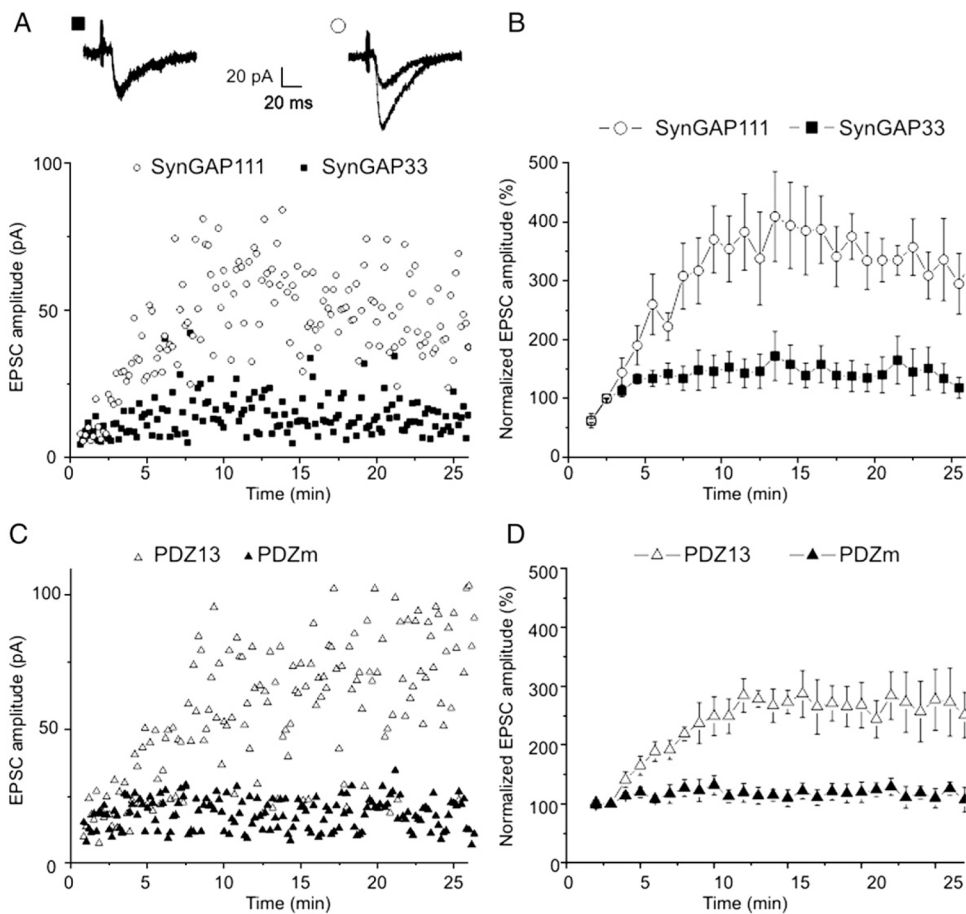 A
B
20 pA
20 ms
SynGAP111 SynGAP33
SynGAP111 SynGAP33
100
50
0
EPSC amplitude (pA)
0 5 10 15 20 25
Time (min)
500
400
300
200
100
0
Normalized EPSC amplitude (%)
0 5 10 15 20 25
Time (min)
C
D
PDZ13 PDZm
PDZ13 PDZm
100
50
0
EPSC amplitude (pA)
0 5 10 15 20 25
Time (min)
500
400
300
200
100
0
Normalized EPSC amplitude (%)
0 5 10 15 20 25
Time (min)